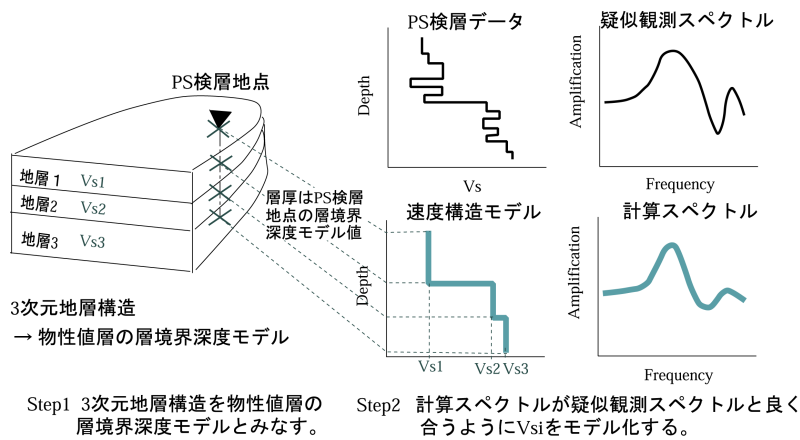 PS検層地点
地層1 Vs1
地層2 Vs2
地層3 Vs3
3次元地層構造
→ 物性値層の層境界深度モデル
層厚はPS検層
地点の層境界
深度モデル値
PS検層データ
Depth
Vs
疑似観測スペクトル
Amplification
Frequency
速度構造モデル
Depth
Vs1 Vs2 Vs3
計算スペクトル
Amplification
Frequency
Step1 3次元地層構造を物性値層の
層境界深度モデルとみなす。
Step2 計算スペクトルが疑似観測スペクトルと良く
合うようにVsiをモデル化する。